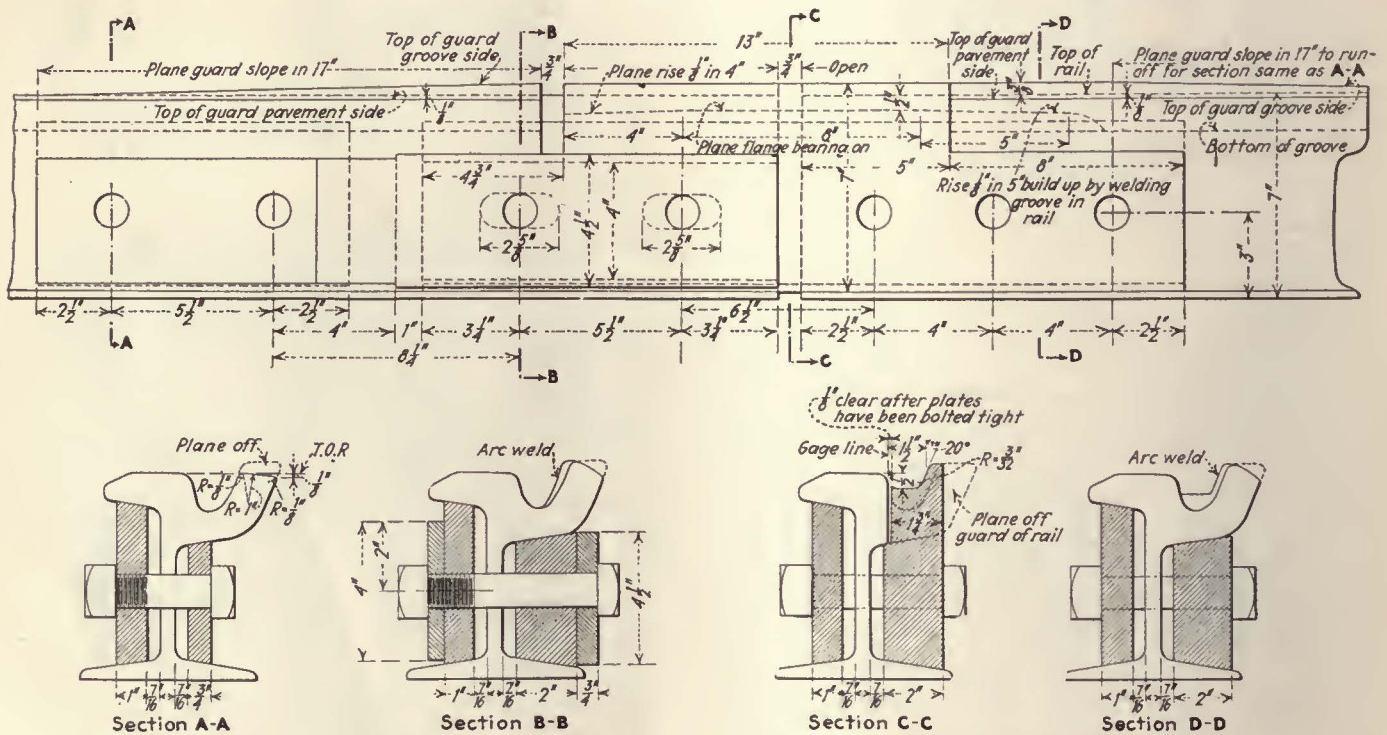 A
B
C
D
Top of guard
groove side
Plane guard slope in 17"
3/4"
13"
Plane rise 1/8" in 4"
3/4"
Open
Top of guard
pavement
side
Top of
rail
Plane guard slope in 17" to run-
off for section same as A-A
Top of guard pavement side
1/8"
1/8"
Top of guard groove side
4"
8"
5"
Plane flange bearing on
Bottom of groove
4 3/4"
5"
8"
Rise 1/8" in 5" build up by welding
groove in
rail
4 1/2"
4"
7"
3"
2 5/8"
2 5/8"
2 1/2"
5 1/2"
2 1/2"
6 1/2"
4"
1"
3 1/4"
5 1/2"
3 1/4"
2 1/2"
4"
4"
2 1/2"
8 1/4"
A
B
C
D
Plane off
T.O.R
R=1/8"
R=1"
R=1/8"
1/8"
1"
7/16"
7/16"
3/4"
Section A-A
Arc weld
4"
2"
4 1/2"
1"
7/16"
7/16"
2"
3/4"
Section B-B
1/8" clear after plates
have been bolted tight
Gage line
1 1/2"
20°
R=3/32"
1 3/4"
Plane off
guard of rail
1"
7/16"
7/16"
2"
Section C-C
Arc weld
1"
7/16"
7/16"
2"
Section D-D